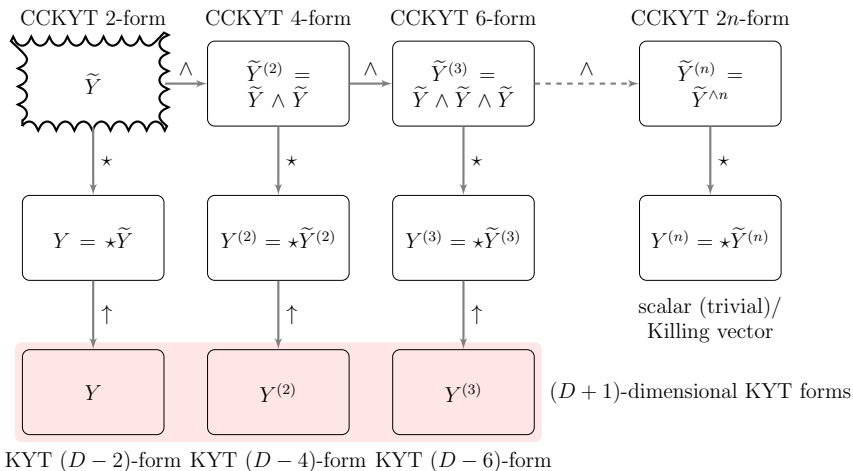 CCKYT 2-form CCKYT 4-form CCKYT 6-form CCKYT 2n-form
Ỹ ∧ Ỹ⁽²⁾ = ∧ Ỹ⁽³⁾ = ∧ Ỹ⁽ⁿ⁾ =
Ỹ ∧ Ỹ Ỹ ∧ Ỹ ∧ Ỹ Ỹ^∧n
⋆ ⋆ ⋆ ⋆
Y = ⋆Ỹ Y⁽²⁾ = ⋆Ỹ⁽²⁾ Y⁽³⁾ = ⋆Ỹ⁽³⁾ Y⁽ⁿ⁾ = ⋆Ỹ⁽ⁿ⁾
↑ ↑ ↑ scalar (trivial)/
Killing vector
Y Y⁽²⁾ Y⁽³⁾ (D + 1)-dimensional KYT forms
KYT (D − 2)-form KYT (D − 4)-form KYT (D − 6)-form